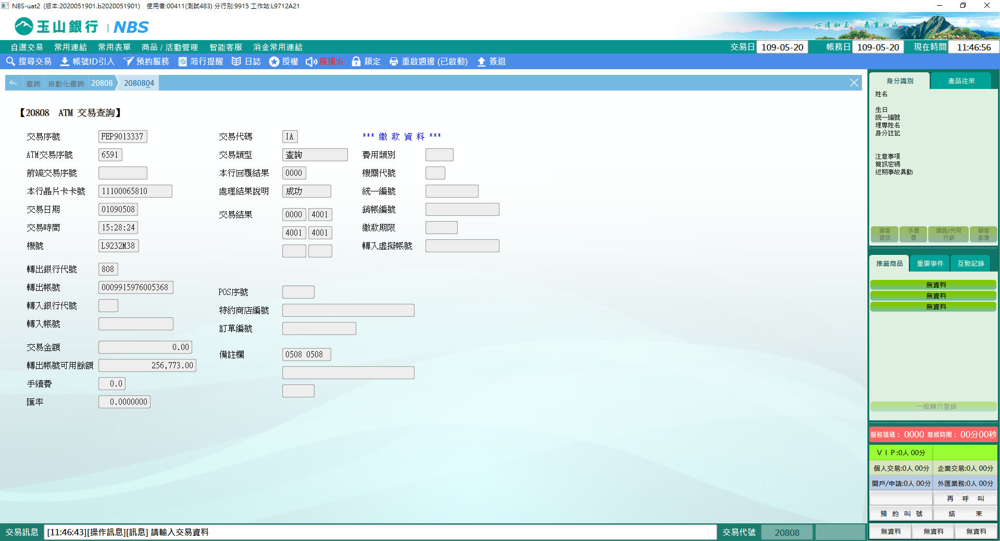 NBS-uat2 (版本:2020051901.b2020051901) 使用者:00411(測試483) 分行別:9915 工作站:L9712A21
玉山銀行 | NBS
心清如玉 義重如山
自選交易 常用連結 常用表單 商品 / 活動管理 智能客服 消金常用連結 交易日 109-05-20 帳務日 109-05-20 現在時間 11:46:56
搜尋交易 帳號ID引入 預約服務 蒞行提醒 日誌 授權 廣播:6 鎖定 重啟週邊 (已啟動) 簽退
查詢 自動化查詢 20808 2080804
【20808 ATM 交易查詢】
交易序號 FEP9013337 交易代碼 IA *** 繳 款 資 料 ***
ATM交易序號 6591 交易類型 查詢 費用類別
前端交易序號 本行回覆結果 0000 機關代號
本行晶片卡卡號 11100065810 處理結果說明 成功 統一編號
交易日期 01090508 交易結果 0000 4001 銷帳編號
交易時間 15:28:24 4001 4001 繳款期限
機號 L9232M38 轉入虛擬帳號
轉出銀行代號 808
轉出帳號 0009915976005368 POS序號
轉入銀行代號 特約商店編號
轉入帳號 訂單編號
交易金額 0.00 備註欄 0508 0508
轉出帳號可用餘額 256,773.00
手續費 0.0
匯率 0.0000000
身分識別 產品往來
姓名
生日
統一編號
理專姓名
身分註記
注意事項
簡訊密碼
近期事故異動
顧客資訊 手續費 通路/共同行銷 顧客影像
推薦商品 重要事件 互動記錄
無資料
無資料
無資料
一般轉介登錄
服務號碼: 0000 等候時間: 00分00秒
VIP:0人 00分
個人交易:0人 00分 企業交易:0人 00分
開戶/申請:0人 00分 外匯業務:0人 00分
再 呼 叫
預 約 叫 號 結 束
無資料 無資料 無資料
交易訊息 [11:46:43][操作訊息][訊息] 請輸入交易資料 交易代號 20808